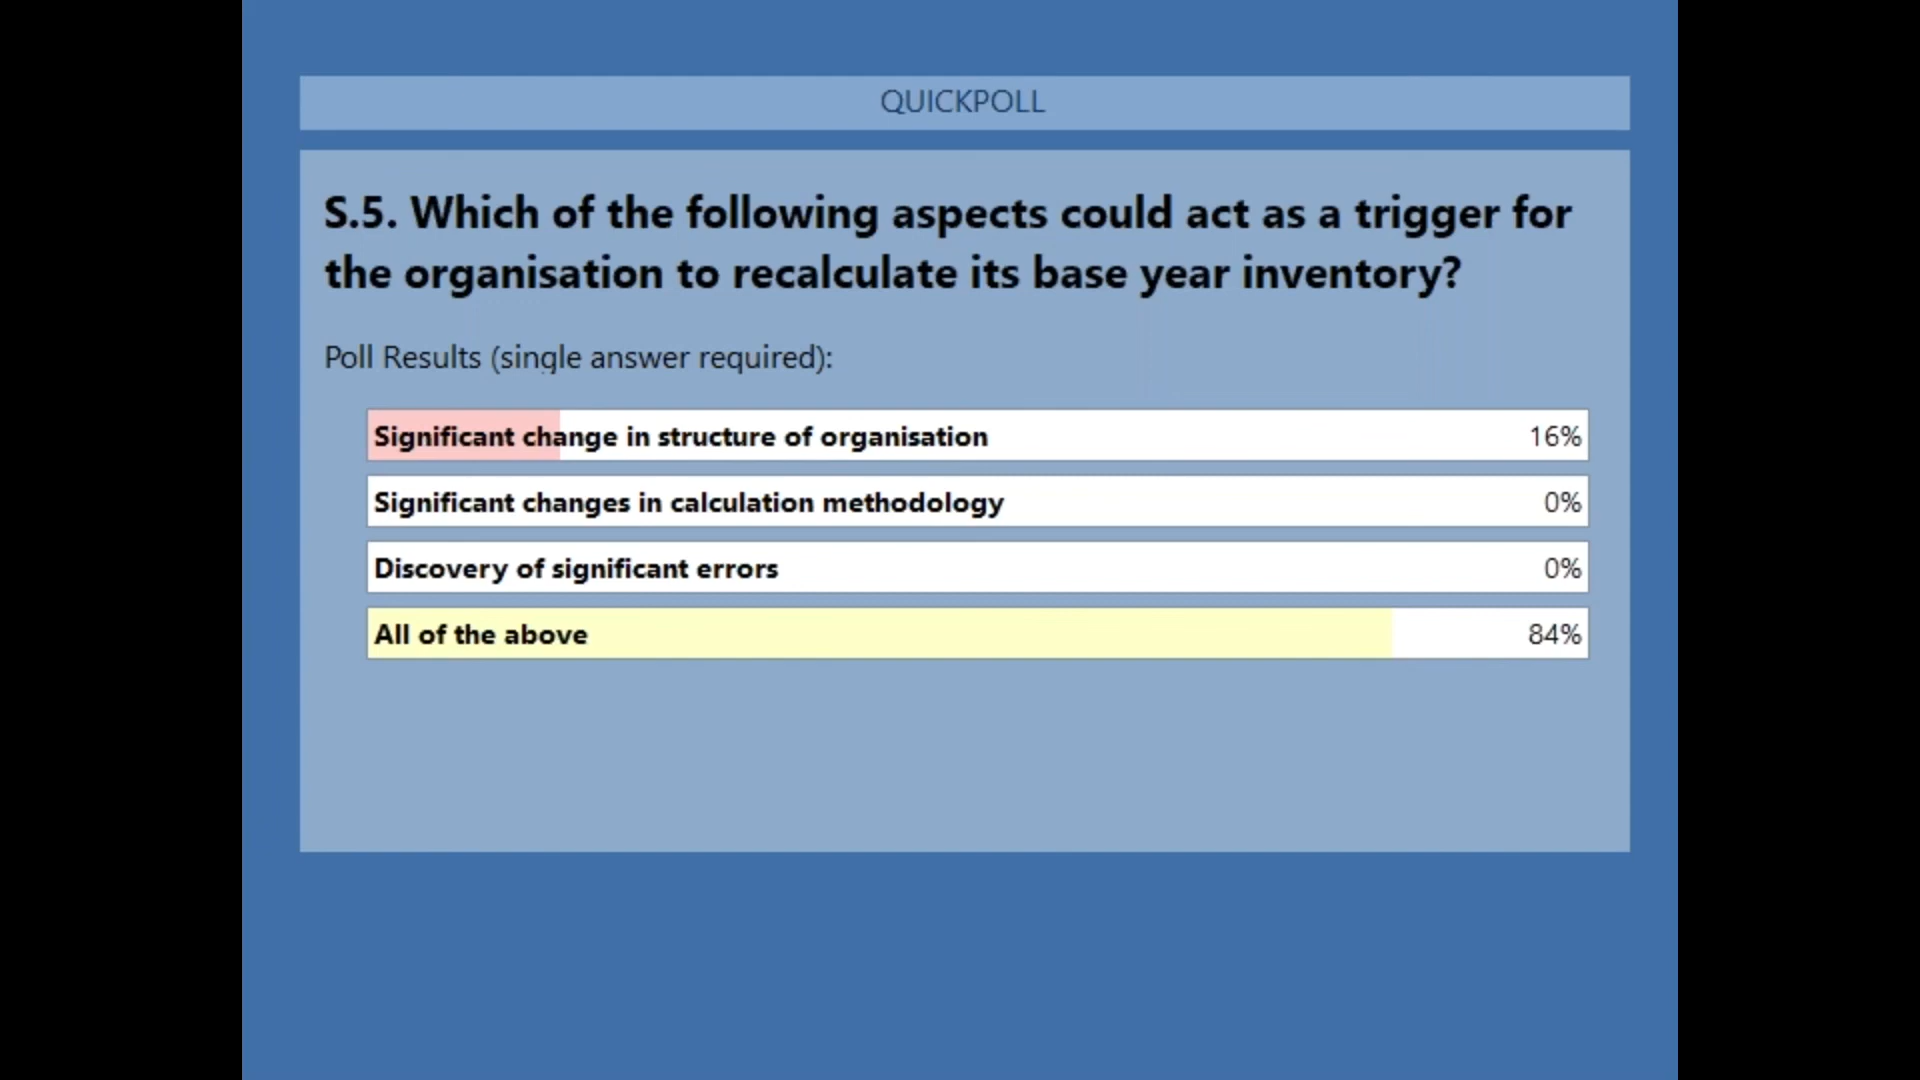 QUICKPOLL
S.5. Which of the following aspects could act as a trigger for
the organisation to recalculate its base year inventory?
Poll Results (single answer required):
Significant change in structure of organisation 16%
Significant changes in calculation methodology 0%
Discovery of significant errors 0%
All of the above 84%